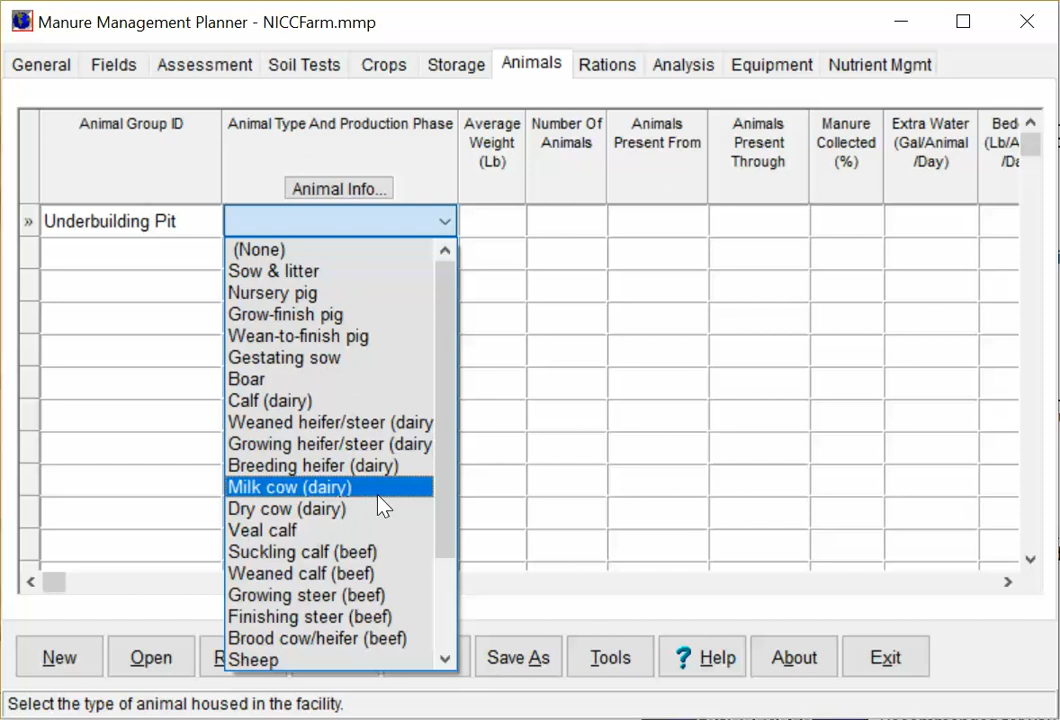 Manure Management Planner - NICCFarm.mmp
General Fields Assessment Soil Tests Crops Storage Animals Rations Analysis Equipment Nutrient Mgmt
Animal Group ID
Animal Type And Production Phase
Animal Info...
Average
Weight
(Lb)
Number Of
Animals
Animals
Present From
Animals
Present
Through
Manure
Collected
(%)
Extra Water
(Gal/Animal
/Day)
Bed
(Lb/A
/Da
» Underbuilding Pit
(None)
Sow & litter
Nursery pig
Grow-finish pig
Wean-to-finish pig
Gestating sow
Boar
Calf (dairy)
Weaned heifer/steer (dairy
Growing heifer/steer (dairy
Breeding heifer (dairy)
Milk cow (dairy)
Dry cow (dairy)
Veal calf
Suckling calf (beef)
Weaned calf (beef)
Growing steer (beef)
Finishing steer (beef)
Brood cow/heifer (beef)
Sheep
New Open Save As Tools ? Help About Exit
Select the type of animal housed in the facility.